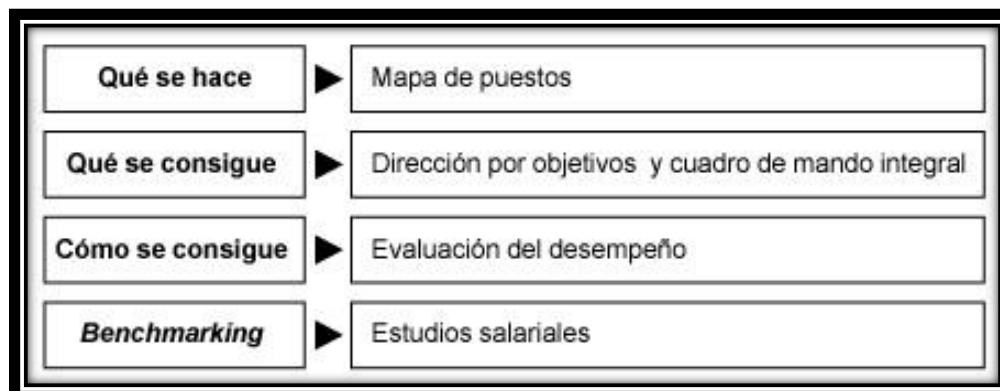 Qué se hace ▶ Mapa de puestos
Qué se consigue ▶ Dirección por objetivos y cuadro de mando integral
Cómo se consigue ▶ Evaluación del desempeño
Benchmarking ▶ Estudios salariales